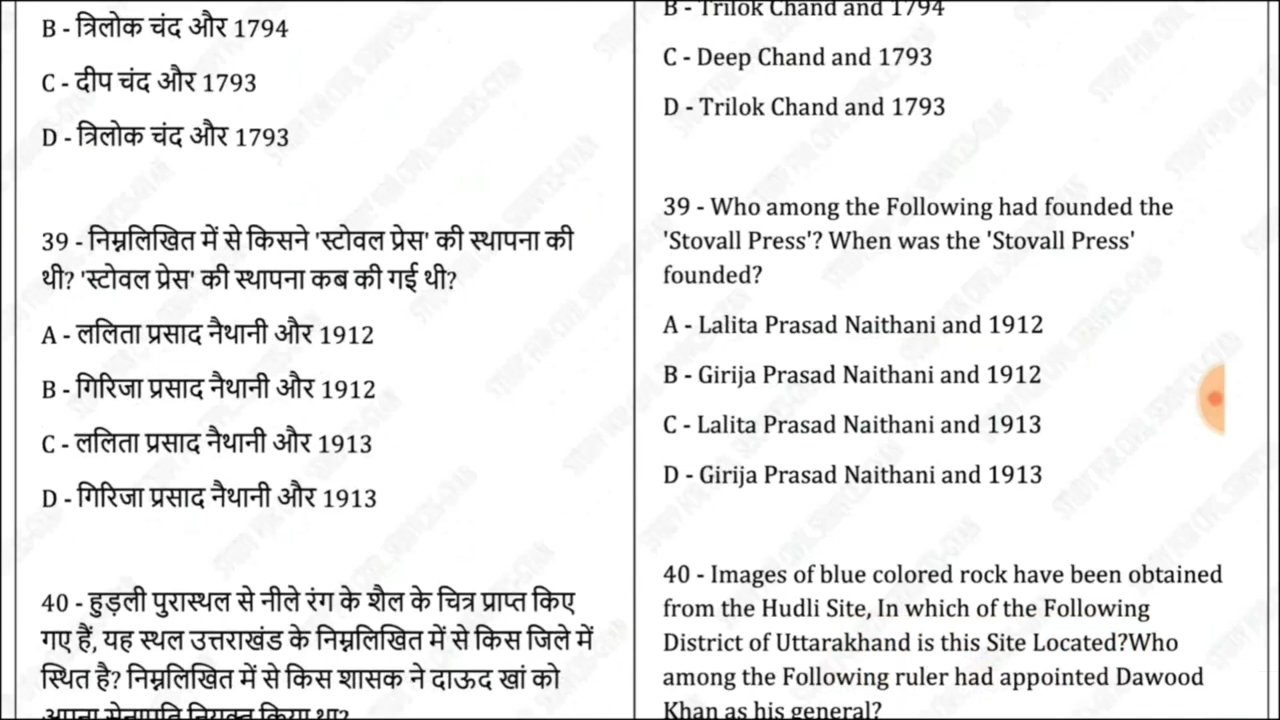 B - त्रिलोक चंद और 1794
C - दीप चंद और 1793
D - त्रिलोक चंद और 1793
39 - निम्नलिखित में से किसने 'स्टोवल प्रेस' की स्थापना की
थी? 'स्टोवल प्रेस' की स्थापना कब की गई थी?
A - ललिता प्रसाद नैथानी और 1912
B - गिरिजा प्रसाद नैथानी और 1912
C - ललिता प्रसाद नैथानी और 1913
D - गिरिजा प्रसाद नैथानी और 1913
40 - हुड़ली पुरास्थल से नीले रंग के शैल के चित्र प्राप्त किए
गए हैं, यह स्थल उत्तराखंड के निम्नलिखित में से किस जिले में
स्थित है? निम्नलिखित में से किस शासक ने दाऊद खां को
अपना सेनापति नियुक्त किया था?
B - Trilok Chand and 1794
C - Deep Chand and 1793
D - Trilok Chand and 1793
39 - Who among the Following had founded the
'Stovall Press'? When was the 'Stovall Press'
founded?
A - Lalita Prasad Naithani and 1912
B - Girija Prasad Naithani and 1912
C - Lalita Prasad Naithani and 1913
D - Girija Prasad Naithani and 1913
40 - Images of blue colored rock have been obtained
from the Hudli Site, In which of the Following
District of Uttarakhand is this Site Located?Who
among the Following ruler had appointed Dawood
Khan as his general?